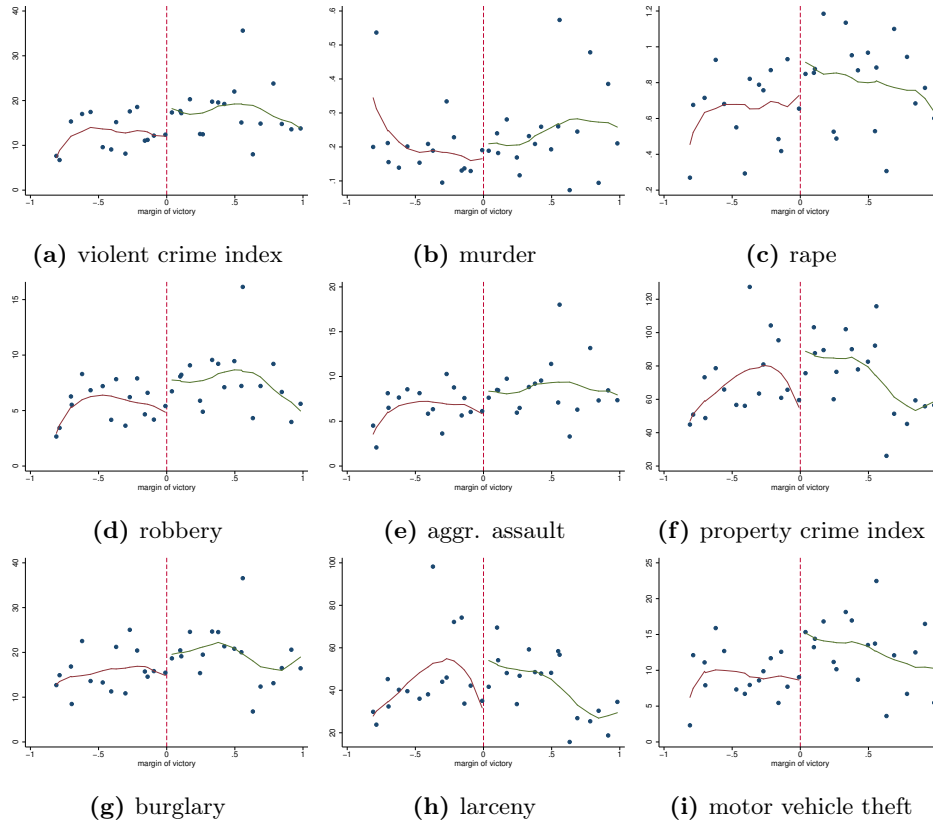 0 10 20 30 40
-1 -.5 0 .5 1
margin of victory
(a) violent crime index
.1 .2 .3 .4 .5 .6
-1 -.5 0 .5 1
margin of victory
(b) murder
.2 .4 .6 .8 1 1.2
-1 -.5 0 .5 1
margin of victory
(c) rape
0 5 10 15
-1 -.5 0 .5 1
margin of victory
(d) robbery
0 5 10 15 20
-1 -.5 0 .5 1
margin of victory
(e) aggr. assault
20 40 60 80 100 120
-1 -.5 0 .5
margin of victory
(f) property crime index
0 10 20 30 40
-1 -.5 0 .5 1
margin of victory
(g) burglary
20 40 60 80 100
-1 -.5 0 .5 1
margin of victory
(h) larceny
0 5 10 15 20 25
-1 -.5 0 .5
margin of victory
(i) motor vehicle theft